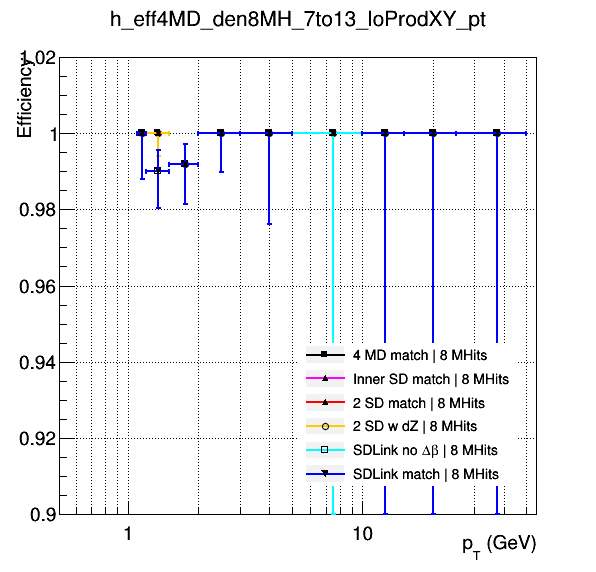 h_eff4MD_den8MH_7to13_loProdXY_pt
Efficiency
1.02
1
0.98
0.96
0.94
0.92
0.9
4 MD match | 8 MHits
Inner SD match | 8 MHits
2 SD match | 8 MHits
2 SD w dZ | 8 MHits
SDLink no Δβ | 8 MHits
SDLink match | 8 MHits
1
10
p_T (GeV)